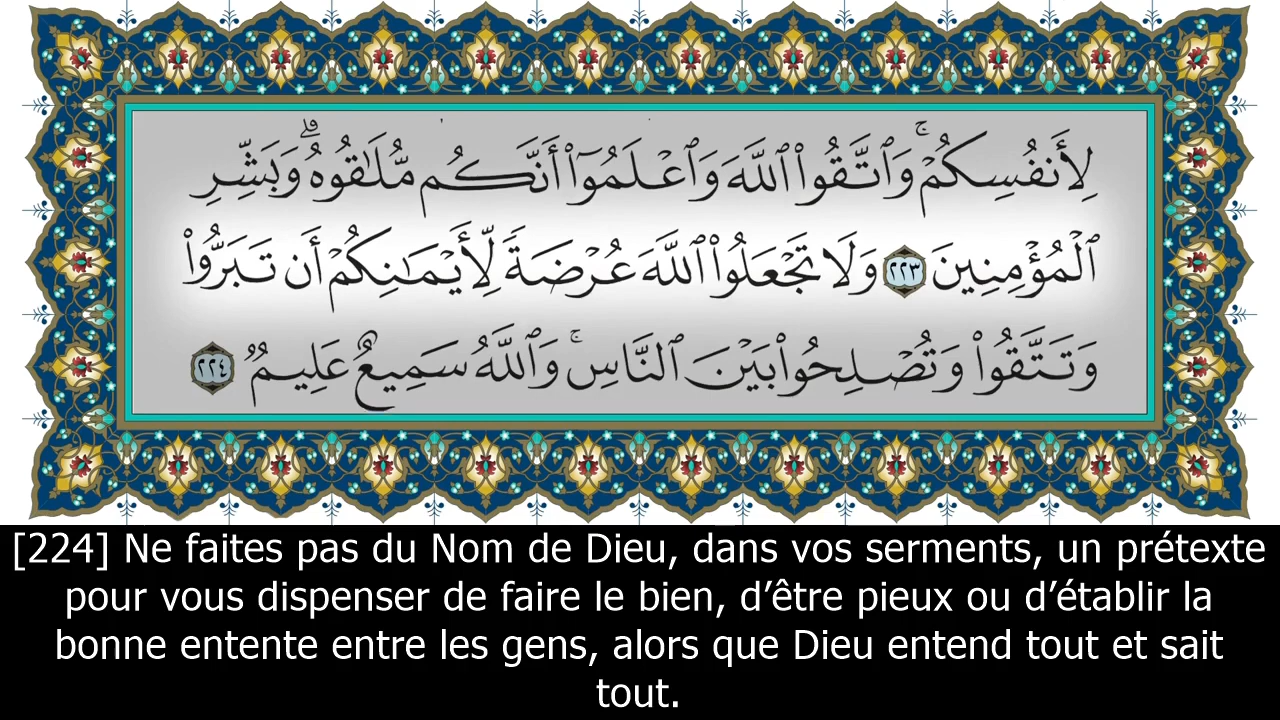 لِأَنفُسِكُمْ ۚ وَٱتَّقُوا۟ ٱللَّهَ وَٱعْلَمُوٓا۟ أَنَّكُم مُّلَـٰقُوهُ ۗ وَبَشِّرِ
ٱلْمُؤْمِنِينَ ٢٢٣ وَلَا تَجْعَلُوا۟ ٱللَّهَ عُرْضَةً لِّأَيْمَـٰنِكُمْ أَن تَبَرُّوا۟
وَتَتَّقُوا۟ وَتُصْلِحُوا۟ بَيْنَ ٱلنَّاسِ ۚ وَٱللَّهُ سَمِيعٌ عَلِيمٌ ٢٢٤
[224] Ne faites pas du Nom de Dieu, dans vos serments, un prétexte
pour vous dispenser de faire le bien, d’être pieux ou d’établir la
bonne entente entre les gens, alors que Dieu entend tout et sait
tout.